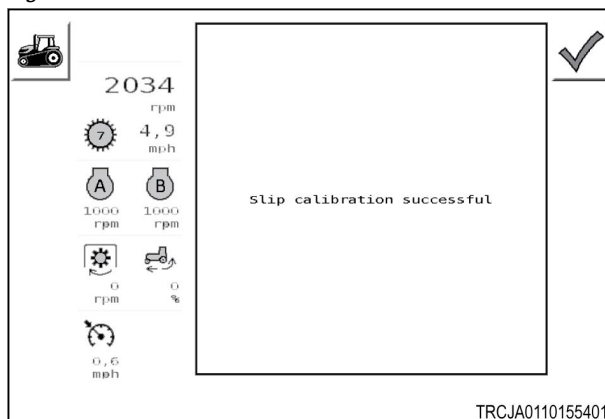 2034
rpm
7
4,9
mph
A
B
1000
1000
rpm
rpm
0
0
rpm
%
0,6
mph
Slip calibration successful
TRCJA0110155401